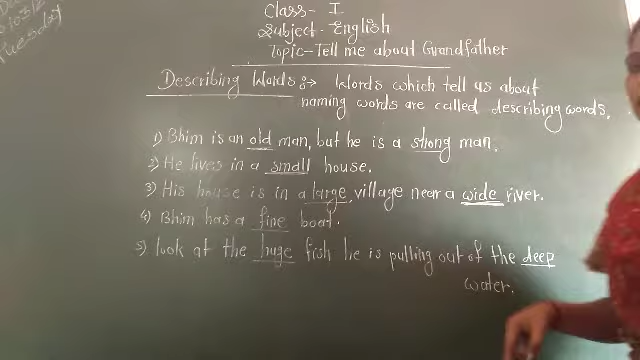 Tuesday
Class- I
Subject- English
Topic- Tell me about Grandfather
Describing Words:→ Words which tell us about
naming words are called describing words.
1) Bhim is an old man, but he is a strong man.
2) He lives in a small house.
3) His house is in a large village near a wide river.
4) Bhim has a fine boat.
5) look at the huge fish he is pulling out of the deep
water.